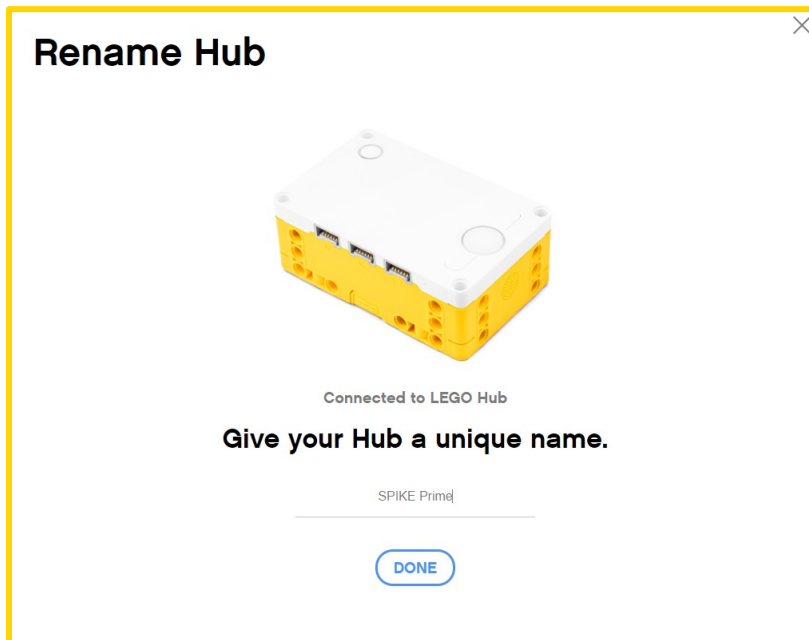 Rename Hub
Connected to LEGO Hub
Give your Hub a unique name.
SPIKE Prime
DONE